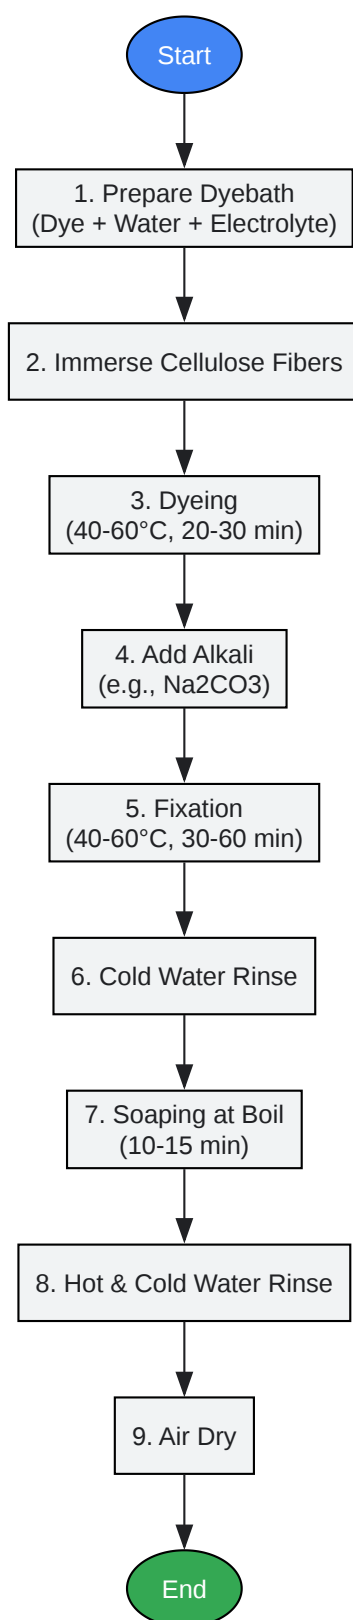 Start
1. Prepare Dyebath
(Dye + Water + Electrolyte)
2. Immerse Cellulose Fibers
3. Dyeing
(40-60°C, 20-30 min)
4. Add Alkali
(e.g., Na2CO3)
5. Fixation
(40-60°C, 30-60 min)
6. Cold Water Rinse
7. Soaping at Boil
(10-15 min)
8. Hot & Cold Water Rinse
9. Air Dry
End